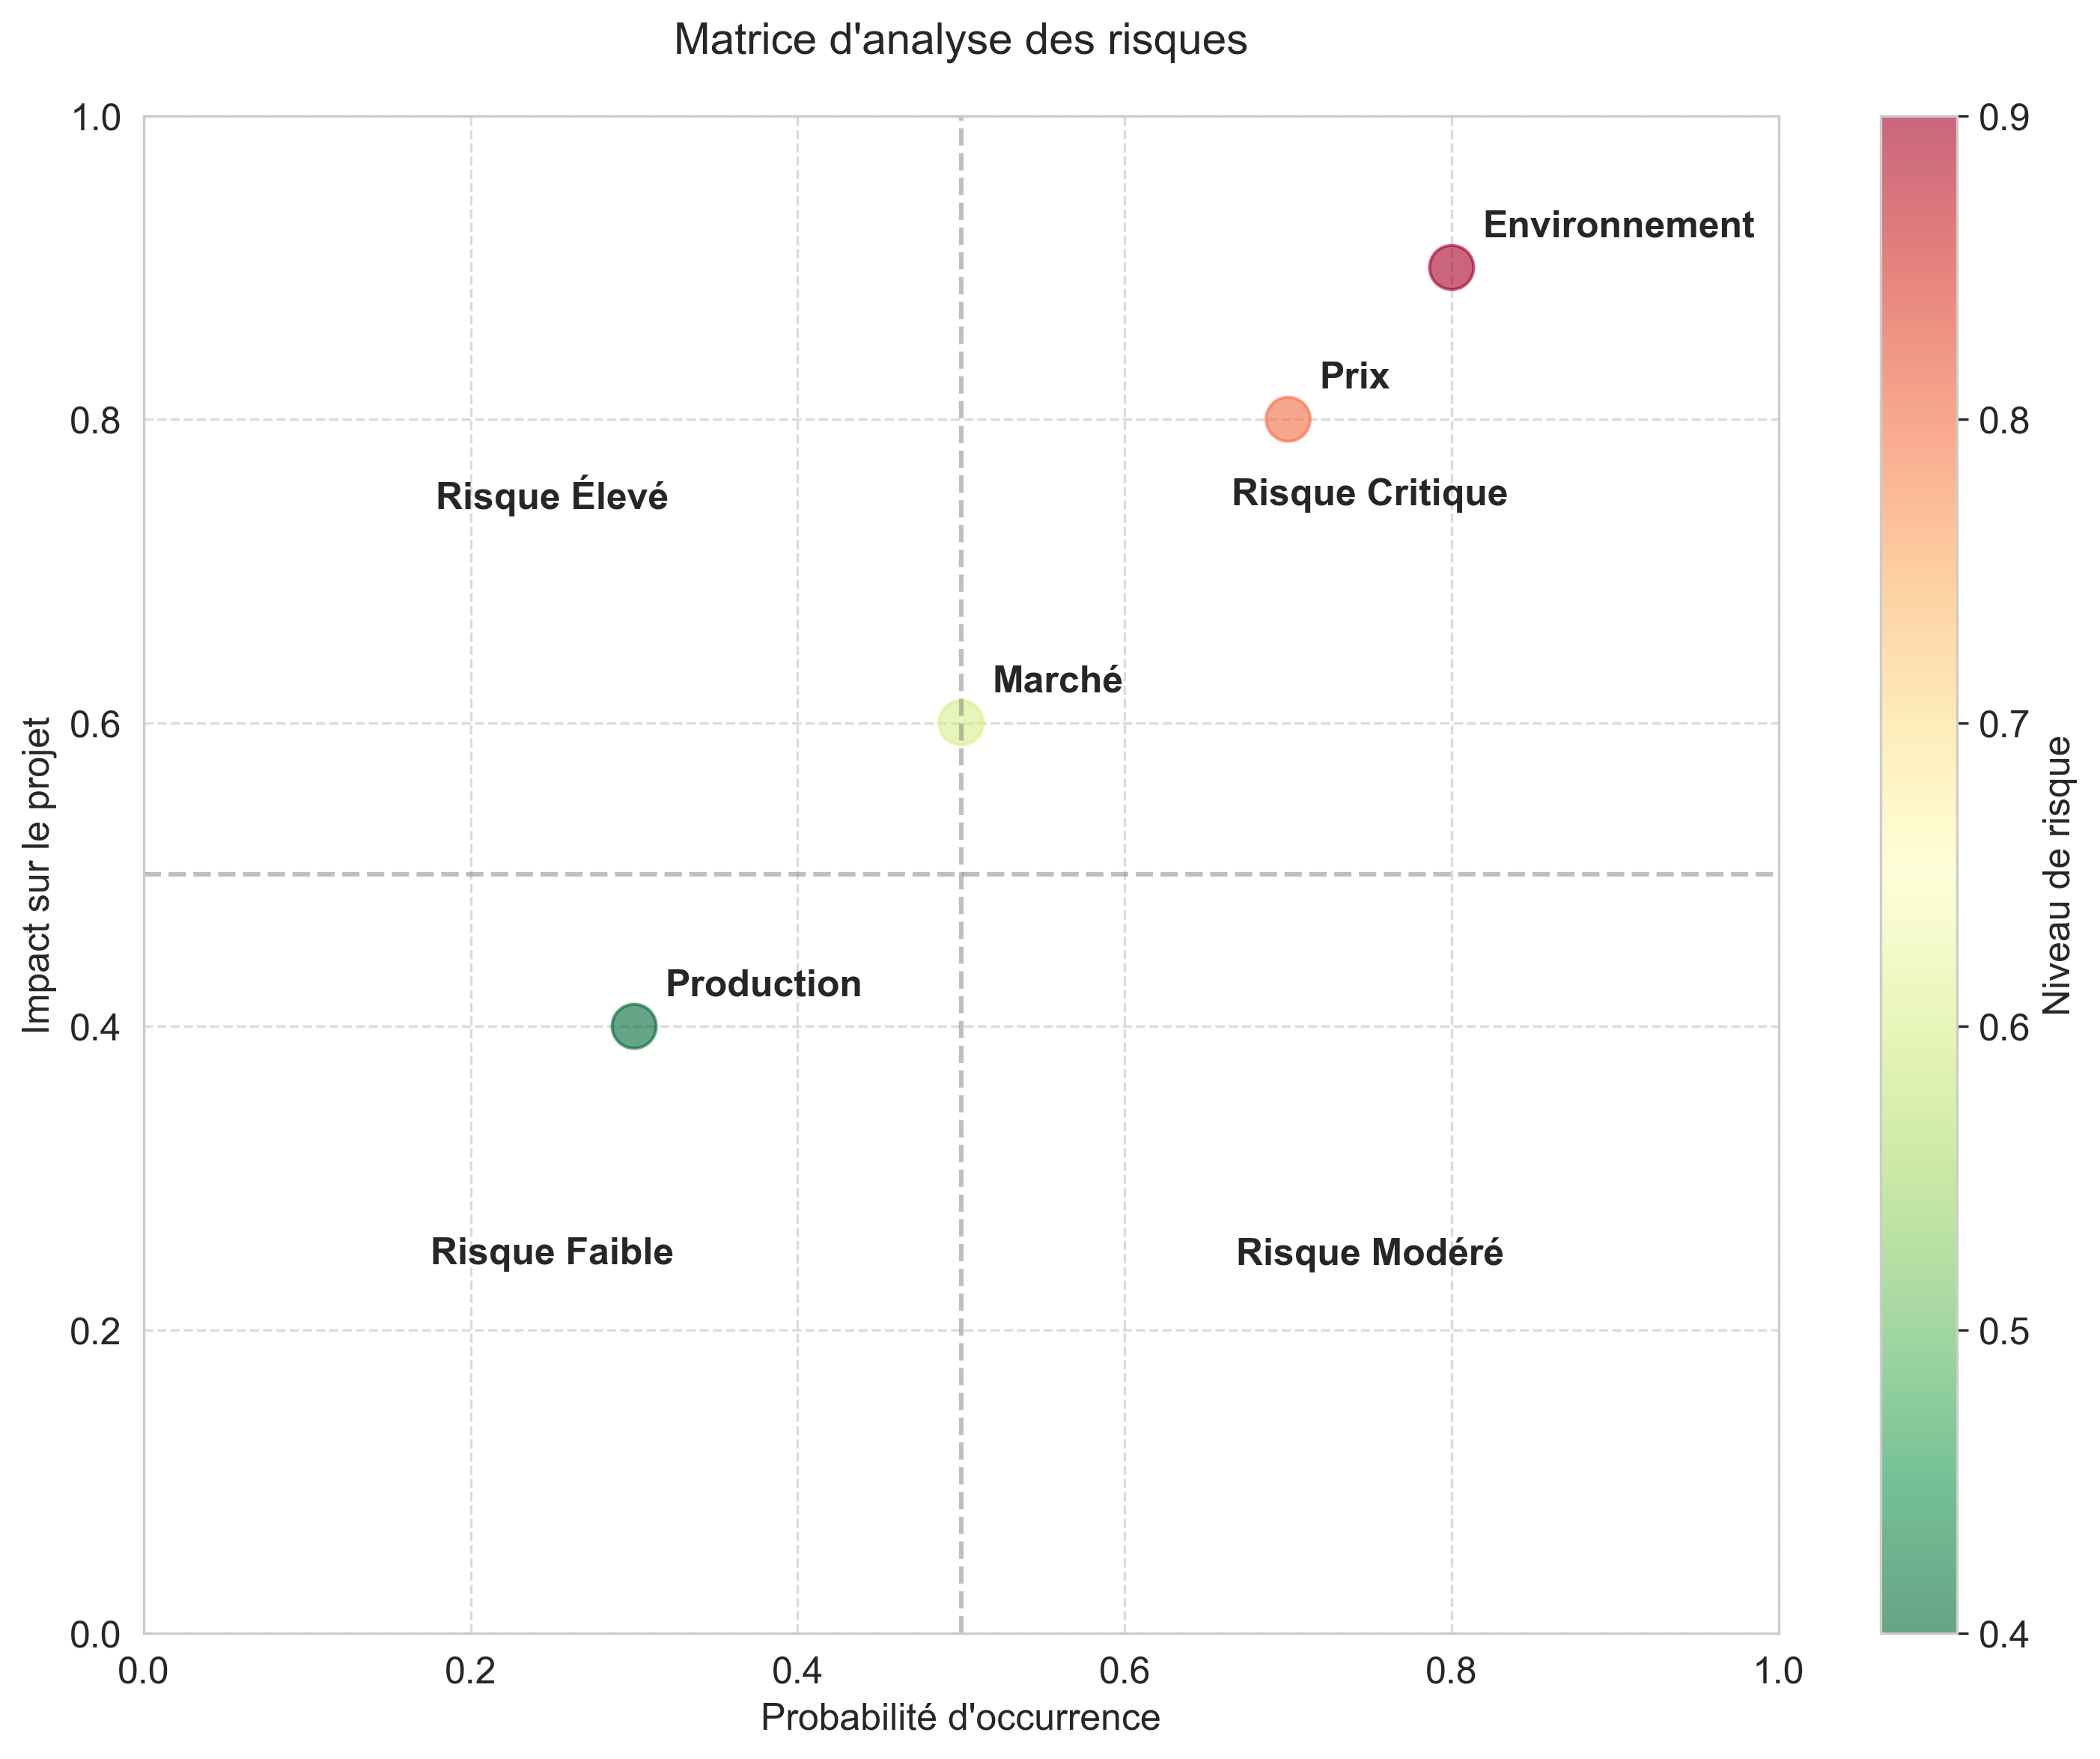 Matrice d'analyse des risques
1.0
0.8
0.6
0.4
0.2
0.0
Impact sur le projet
Environnement
Prix
Risque Élevé
Risque Critique
Marché
Production
Risque Faible
Risque Modéré
0.0
0.2
0.4
0.6
0.8
1.0
Probabilité d'occurrence
0.9
0.8
0.7
0.6
0.5
0.4
Niveau de risque